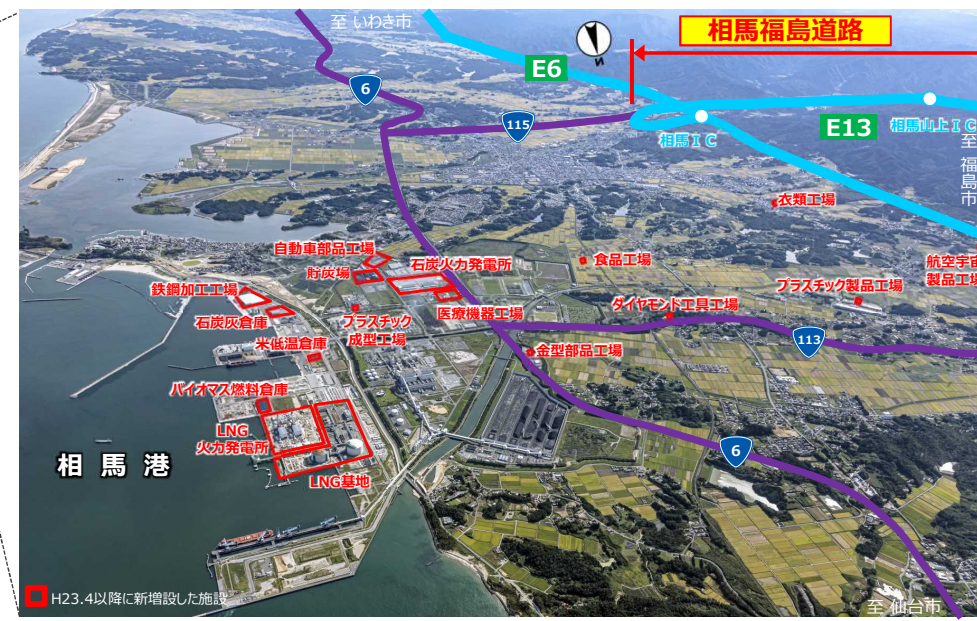 至 いわき市
相馬福島道路
N
E6
6
115
E13
相馬ＩＣ
相馬山上ＩＣ
至 福島市
衣類工場
自動車部品工場
貯炭場
石炭火力発電所
食品工場
航空宇宙
製品工場
鉄鋼加工工場
石炭灰倉庫
プラスチック
成型工場
医療機器工場
ダイヤモンド工具工場
プラスチック製品工場
米低温倉庫
金型部品工場
113
バイオマス燃料倉庫
LNG
火力発電所
LNG基地
相馬港
6
H23.4以降に新増設した施設
至 仙台市